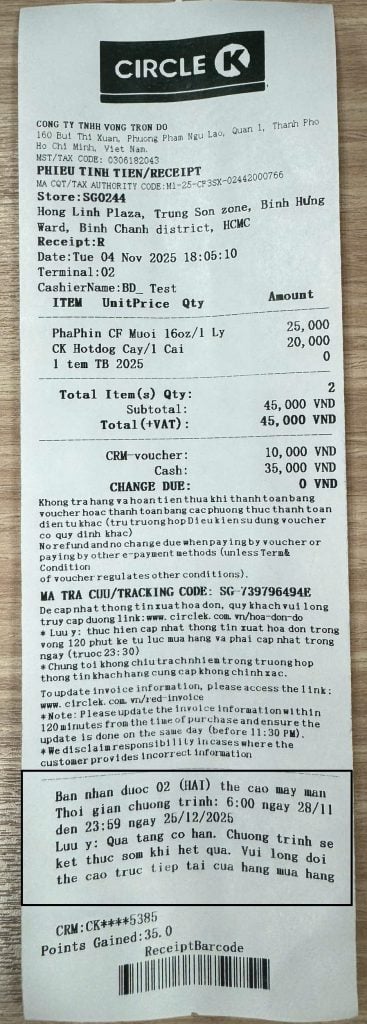 CIRCLE K
CONG TY TNHH VONG TRON DO
160 Bui Thi Xuan, Phuong Pham Ngu Lao, Quan 1, Thanh Pho
Ho Chi Minh, Viet Nam.
MST/TAX CODE: 0306182043
PHIEU TINH TIEN/RECEIPT
MA CQT/TAX AUTHORITY CODE:M1-25-CF3SX-02442000766
Store:SG0244
Hong Linh Plaza, Trung Son zone, Bình Hưng
Ward, Binh Chanh district, HCMC
Receipt:R
Date:Tue 04 Nov 2025 18:05:10
Terminal:02
CashierName:BD_ Test
ITEM UnitPrice Qty Amount
PhaPhin CF Muoi 16oz/1 Ly 25,000
CK Hotdog Cay/1 Cai 20,000
1 tem TB 2025 0
Total Item(s) Qty: 2
Subtotal: 45,000 VND
Total(+VAT): 45,000 VND
CRM-voucher: 10,000 VND
Cash: 35,000 VND
CHANGE DUE: 0 VND
Khong tra hang va hoan tien thua khi thanh toan bang
voucher hoac thanh toan bang cac phuong thuc thanh toan
dien tu khac (tru truong hop Dieu kien su dung voucher
co quy dinh khac)
No refund and no change due when paying by voucher or
paying by other e-payment methods (unless Term&
Condition
of voucher regulates other conditions).
MA TRA CUU/TRACKING CODE: SG-739796494E
De cap nhat thong tin xuat hoa don, quy khach vui long
truy cap duong link:www.circlek.com.vn/hoa-don-do
* Luu y: thuc hien cap nhat thong tin xuat hoa don trong
vong 120 phut ke tu luc mua hang va phai cap nhat trong
ngay (truoc 23:30)
* Chung toi khong chiu trach nhiem trong truong hop
thong tin khach hang cung cap khong chinh xac.
To update invoice information, please access the link:
www.circlek.com.vn/red-invoice
*Note: Please update the invoice information within
120 minutes from the time of purchase and ensure the
update is done on the same day (before 11:30 PM).
*We disclaim responsibility in cases where the
customer provides incorrect information
Ban nhan duoc 02 (HAI) the cao may man
Thoi gian chuong trinh: 6:00 ngay 28/11
den 23:59 ngay 25/12/2025
Luu y: Qua tang co han. Chuong trinh se
ket thuc som khi het qua. Vui long doi
the cao truc tiep tai cua hang mua hang
CRM:CK****5385
Points Gained:35.0
ReceiptBarcode